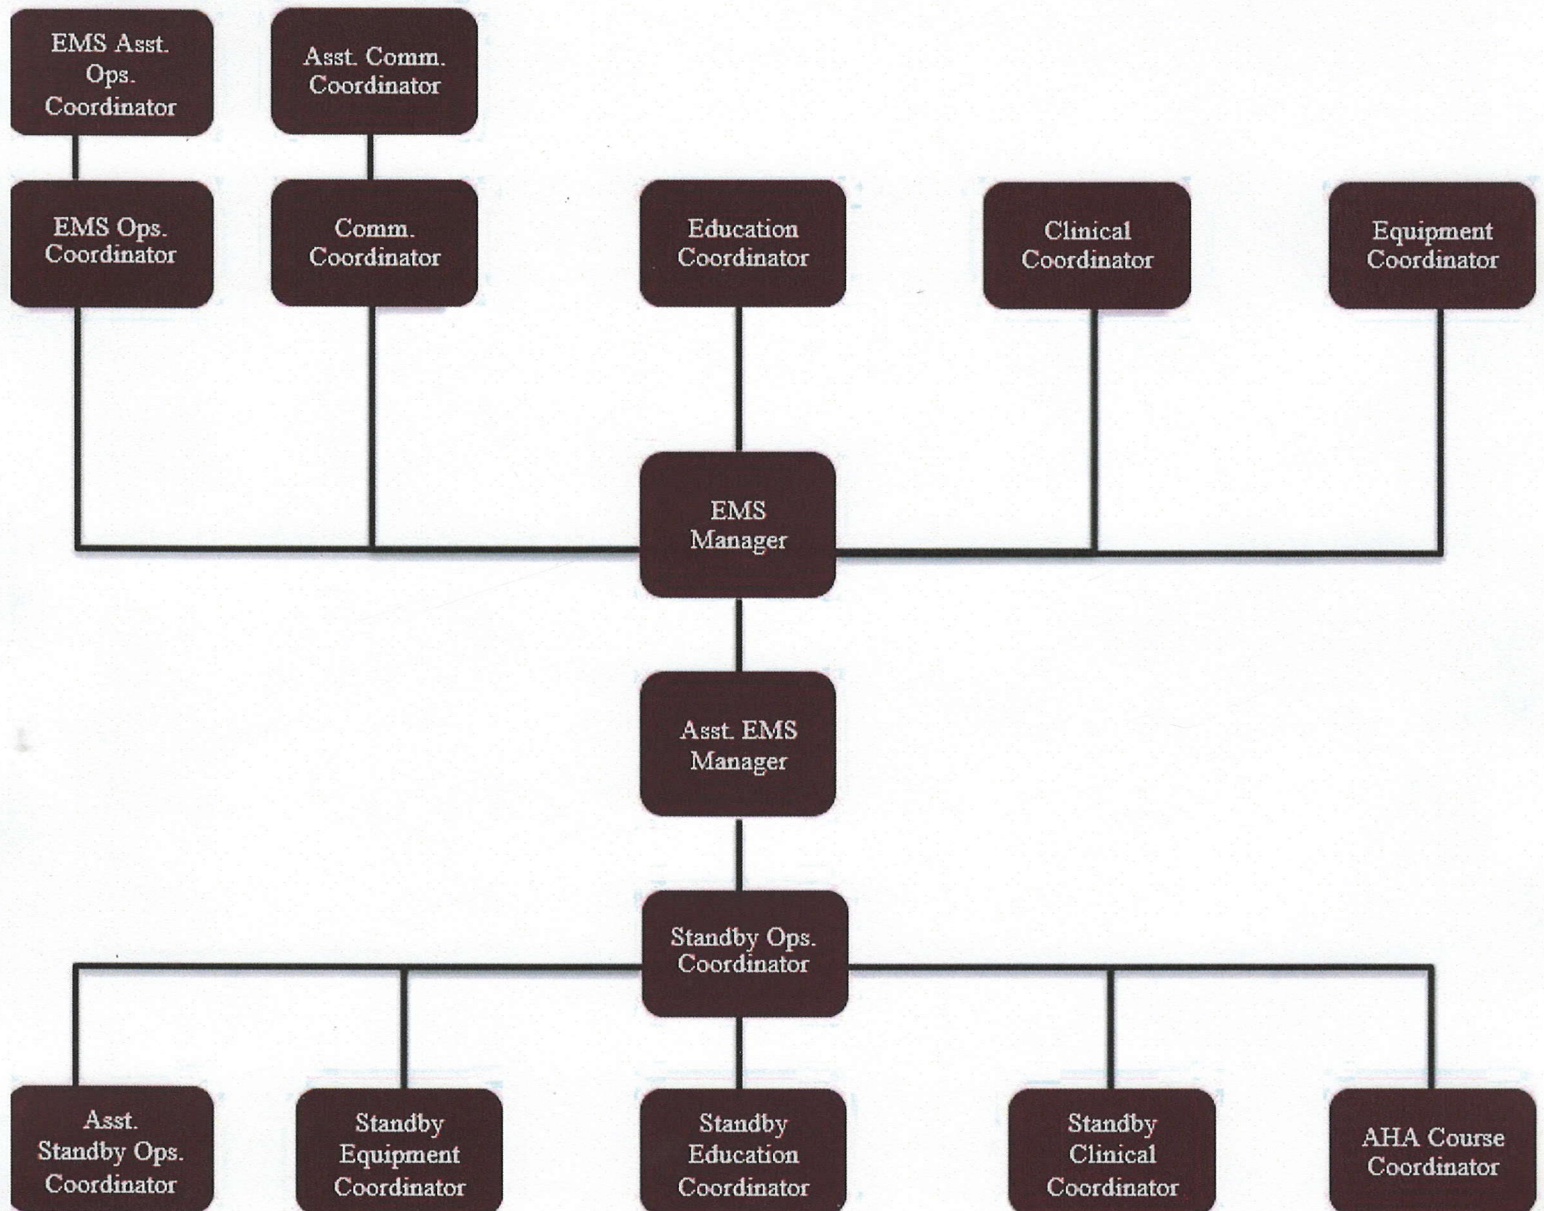 EMS Asst.
Ops.
Coordinator
Asst. Comm.
Coordinator
EMS Ops.
Coordinator
Comm.
Coordinator
Education
Coordinator
Clinical
Coordinator
Equipment
Coordinator
EMS
Manager
Asst. EMS
Manager
Standby Ops.
Coordinator
Asst.
Standby Ops.
Coordinator
Standby
Equipment
Coordinator
Standby
Education
Coordinator
Standby
Clinical
Coordinator
AHA Course
Coordinator